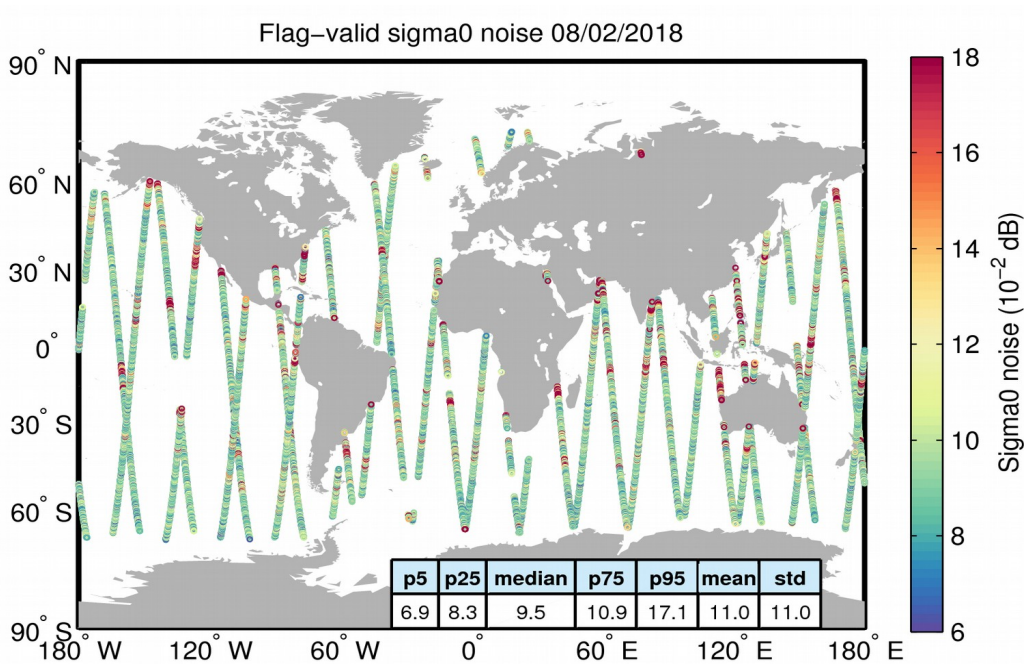 Flag−valid sigma0 noise 08/02/2018
90° N
60° N
30° N
0°
30° S
60° S
90° S
180° W
120° W
60° W
0°
60° E
120° E
180° E
p5 p25 median p75 p95 mean std
6.9 8.3 9.5 10.9 17.1 11.0 11.0
18
16
14
12
10
8
6
Sigma0 noise (10⁻² dB)